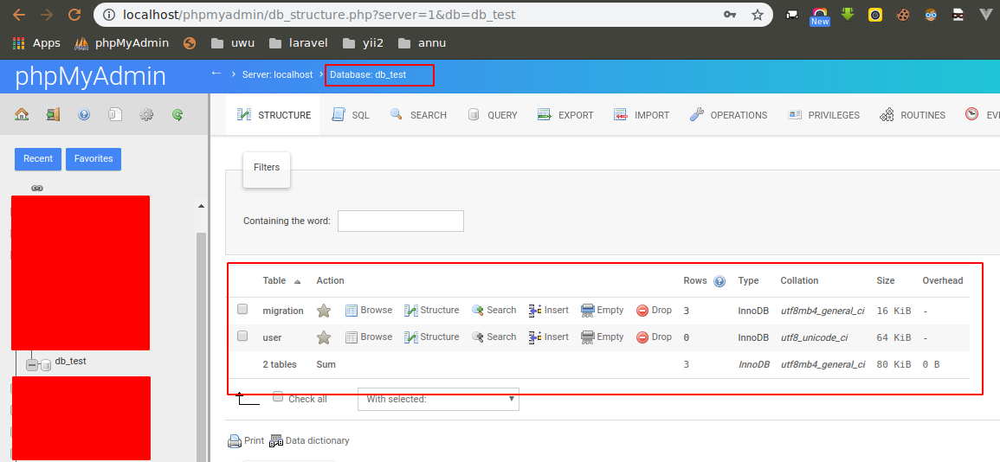 localhost/phpmyadmin/db_structure.php?server=1&db=db_test
New
Apps phpMyAdmin uwu laravel yii2 annu
phpMyAdmin
Server: localhost Database: db_test
STRUCTURE SQL SEARCH QUERY EXPORT IMPORT OPERATIONS PRIVILEGES ROUTINES EVE
Recent Favorites
Filters
Containing the word:
Table Action Rows Type Collation Size Overhead
migration Browse Structure Search Insert Empty Drop 3 InnoDB utf8mb4_general_ci 16 KiB -
user Browse Structure Search Insert Empty Drop 0 InnoDB utf8_unicode_ci 64 KiB -
2 tables Sum 3 InnoDB utf8mb4_general_ci 80 KiB 0 B
db_test
Check all With selected:
Print Data dictionary